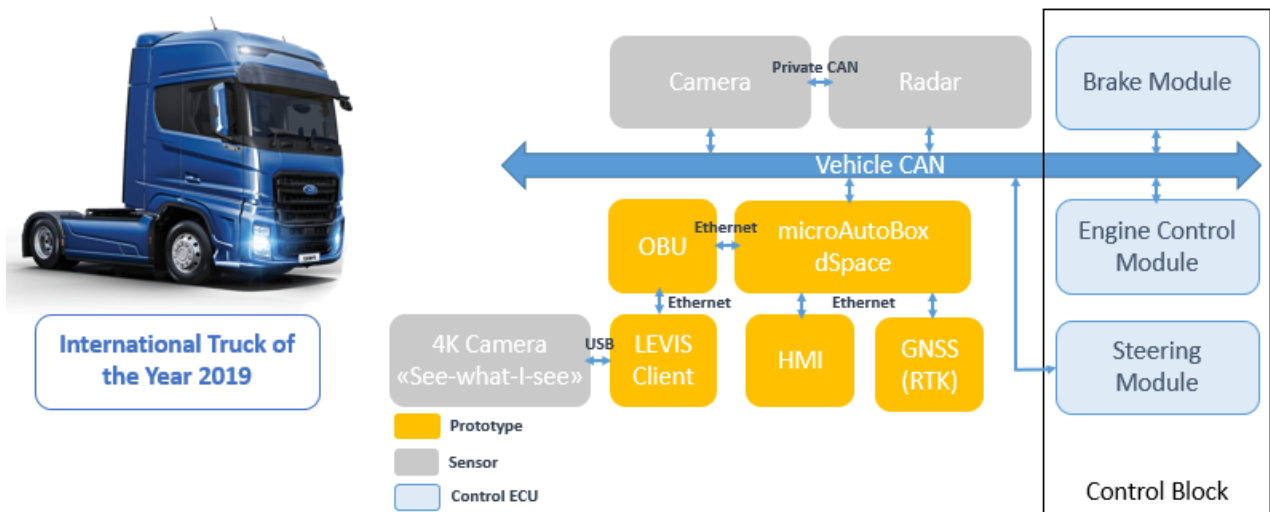 Camera
Private CAN
Radar
Brake Module
Vehicle CAN
OBU
Ethernet
microAutoBox
dSpace
Engine Control
Module
Ethernet
Ethernet
International Truck of
the Year 2019
4K Camera
«See-what-I-see»
USB
LEVIS
Client
HMI
GNSS
(RTK)
Steering
Module
Prototype
Sensor
Control ECU
Control Block